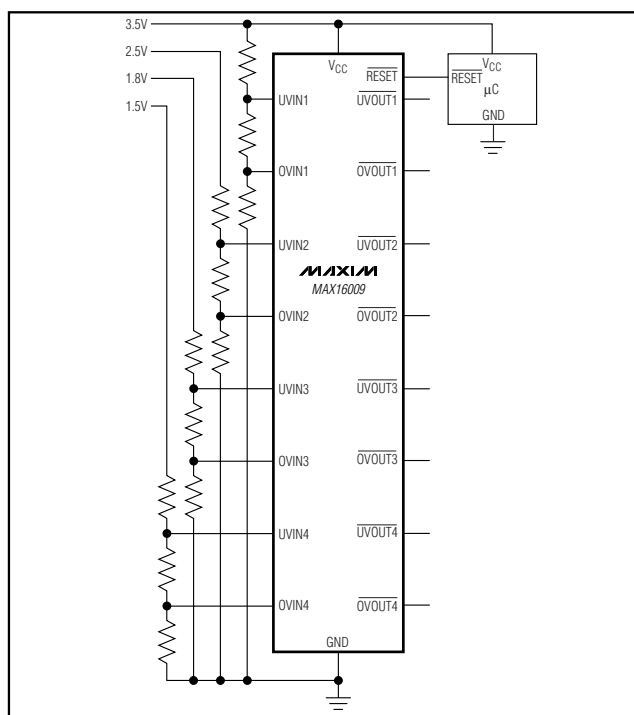 3.5V
2.5V
1.8V
1.5V
VCC
RESET
VCC
RESET
μC
GND
UVIN1
UVOUT1
OVIN1
OVOUT1
UVIN2
UVOUT2
MAXIM
MAX16009
OVIN2
OVOUT2
UVIN3
UVOUT3
OVIN3
OVOUT3
UVIN4
UVOUT4
OVIN4
OVOUT4
GND